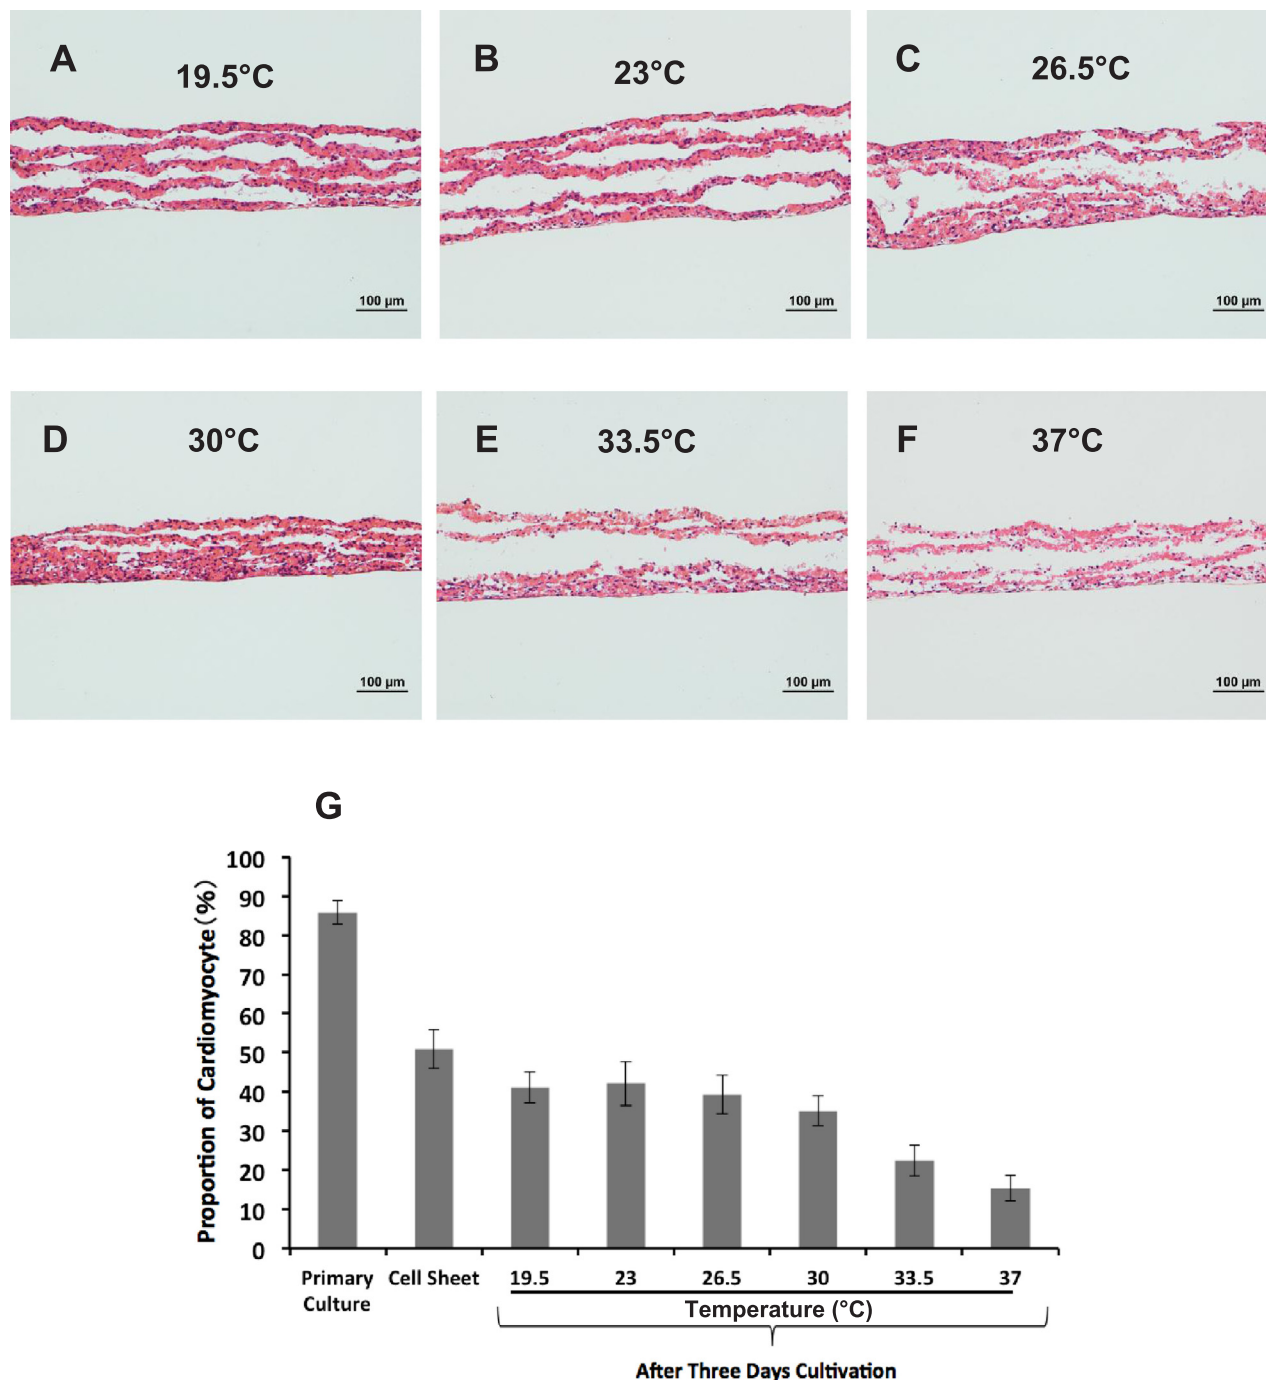 A
19.5°C
B
23°C
C
26.5°C
100 µm
100 µm
100 µm
D
30°C
E
33.5°C
F
37°C
100 µm
100 µm
100 µm
G
Proportion of Cardiomyocyte(%)
100
90
80
70
60
50
40
30
20
10
0
Primary Culture
Cell Sheet
19.5
23
26.5
30
33.5
37
Temperature (°C)
After Three Days Cultivation